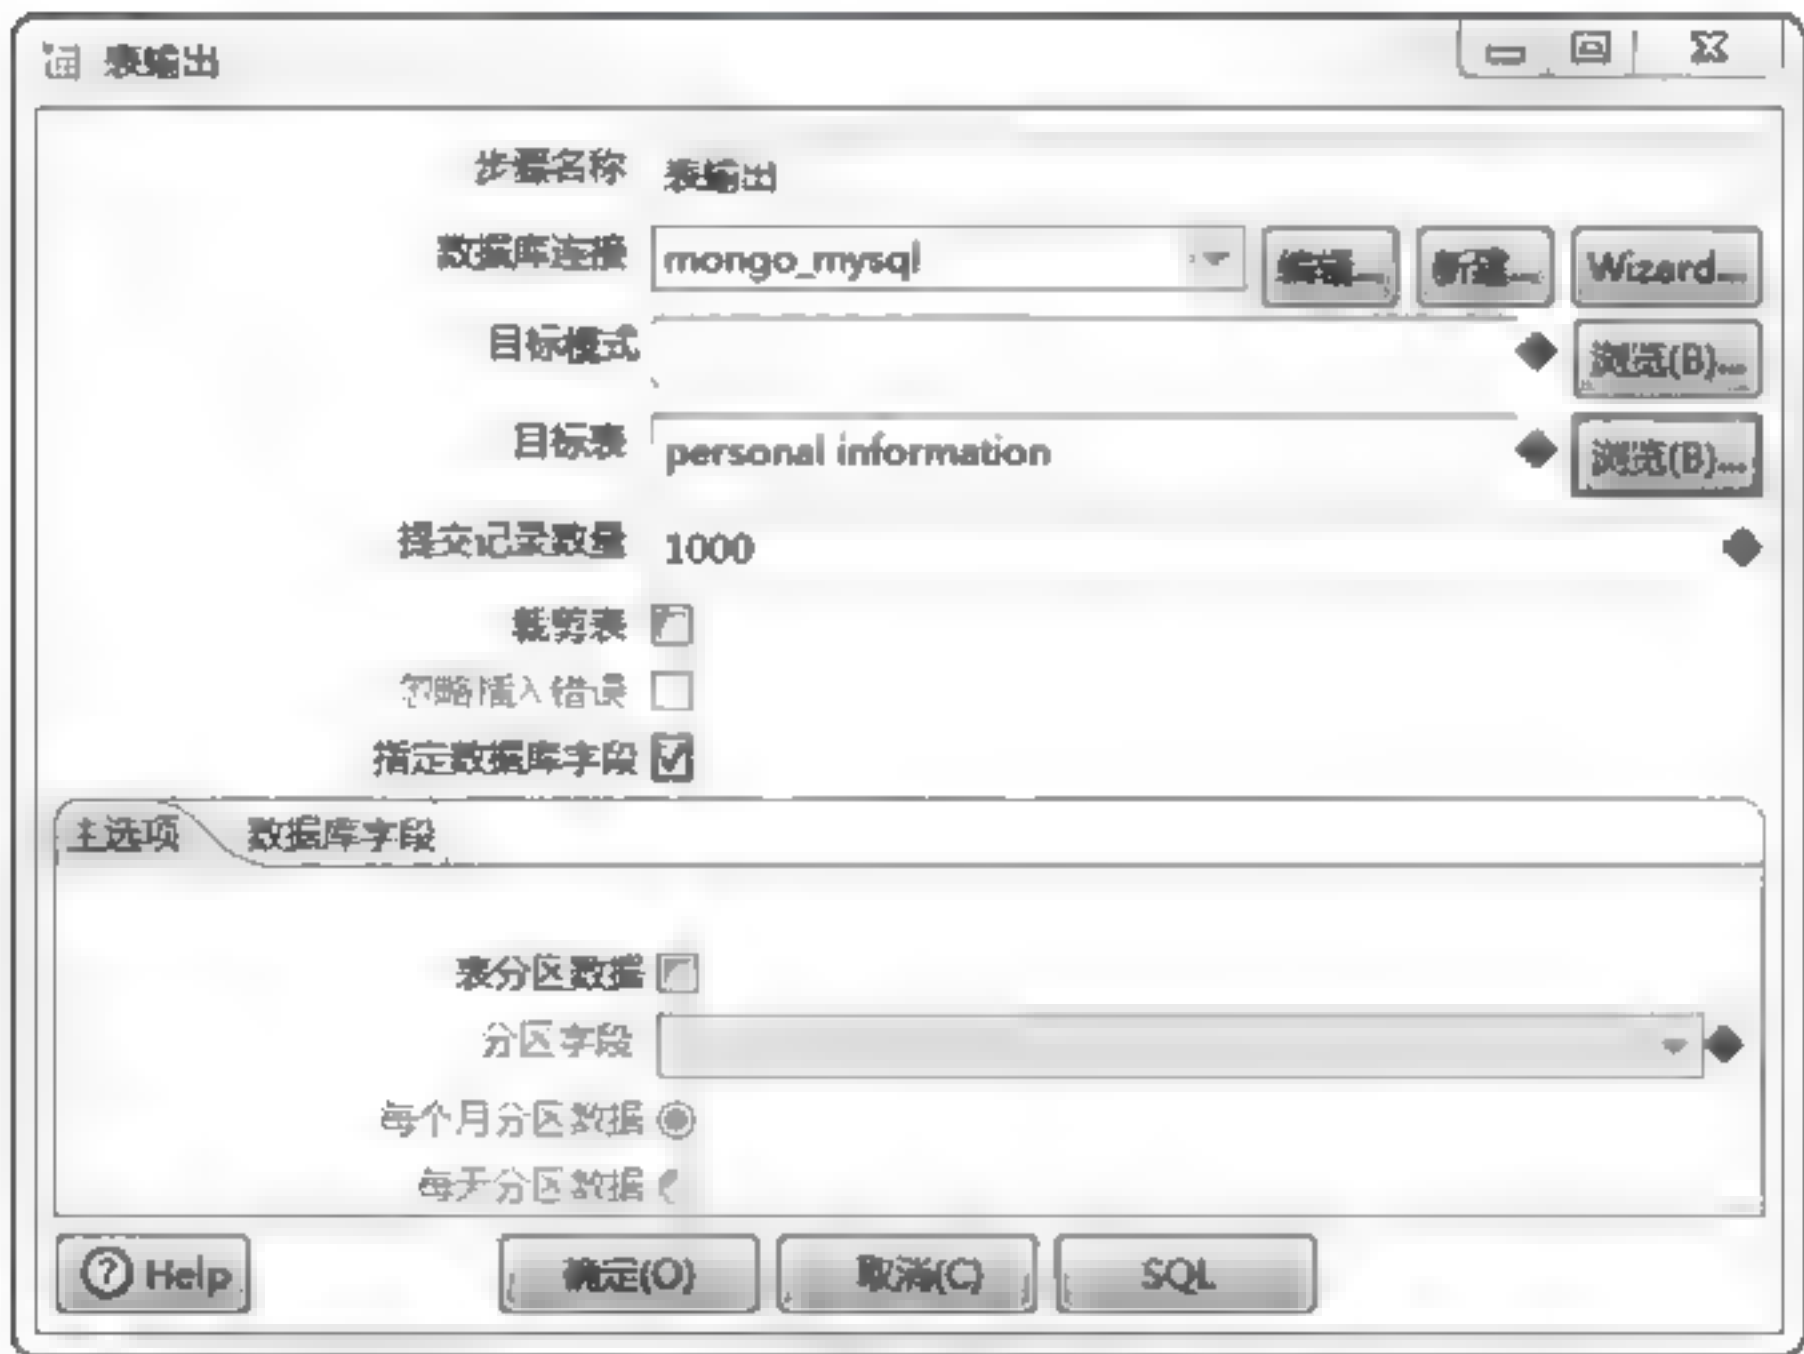 表输出
步骤名称 表输出
数据库连接 mongo_mysql 编辑... 新建... Wizard...
目标模式 浏览(B)...
目标表 personal information 浏览(B)...
提交记录数量 1000
裁剪表
忽略插入错误
指定数据库字段
主选项 数据库字段
表分区数据
分区字段
每个月分区数据
每天分区数据
Help 确定(O) 取消(C) SQL